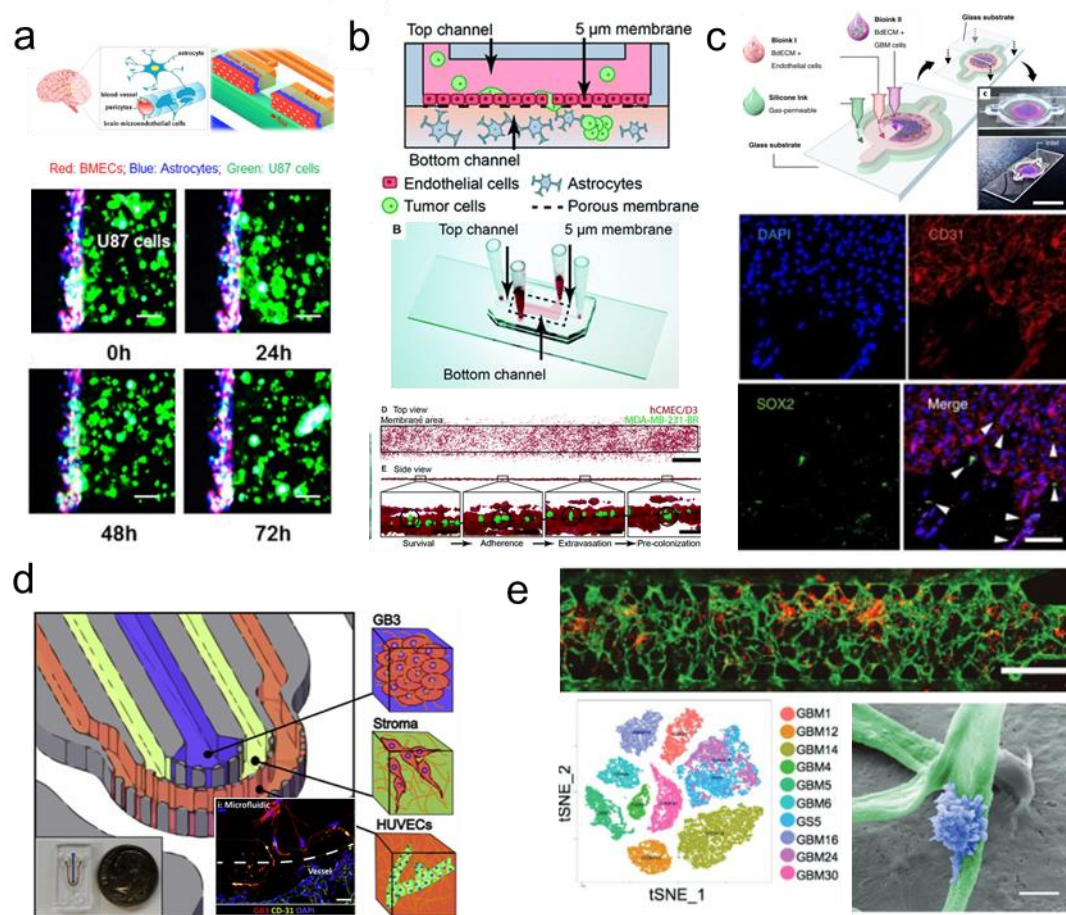 a
astrocyte
blood vessel
pericytes
brain-microendothelial cells
ECM
Red: BMECs; Blue: Astrocytes; Green: U87 cells
U87 cells
0h
24h
48h
72h
b
Top channel
5 µm membrane
Bottom channel
Endothelial cells
Astrocytes
Tumor cells
Porous membrane
B
Top channel
5 µm membrane
Bottom channel
D Top view
hCMEC/D3
Membrane area
MDA-MB-231-BR
E Side view
Survival
Adherence
Extravasation
Pre-colonization
c
Bioink I
BdECM +
Endothelial cells
Bioink II
BdECM +
GBM cells
Glass substrate
Silicone Ink
Gas-permeable
Glass substrate
c
Inlet
DAPI
CD31
SOX2
Merge
d
GB3
Stroma
HUVECs
i: Microfluidic
Vessel
GB3 CD-31 DAPI
e
tSNE_2
tSNE_1
GBM1
GBM12
GBM14
GBM4
GBM5
GBM6
GS5
GBM16
GBM24
GBM30